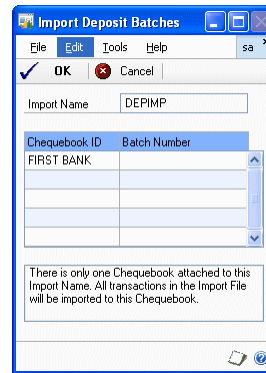 Import Deposit Batches
File Edit Tools Help sa
OK Cancel
Import Name DEPIMP
Chequebook ID Batch Number
FIRST BANK
There is only one Chequebook attached to this
Import Name. All transactions in the Import File
will be imported to this Chequebook.